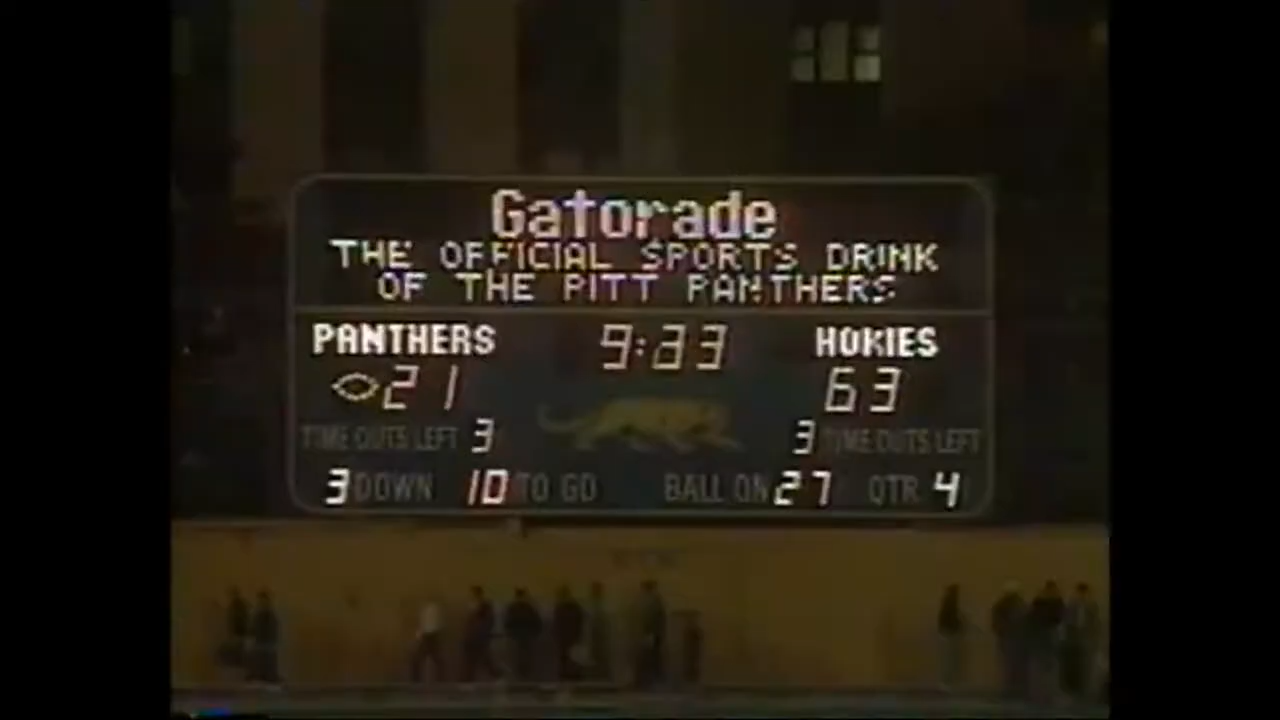 Gatorade
THE OFFICIAL SPORTS DRINK
OF THE PITT PANTHERS
PANTHERS 9:33 HOKIES
21 63
TIME OUTS LEFT 3 3 TIME OUTS LEFT
3 DOWN 10 TO GO BALL ON 27 QTR 4